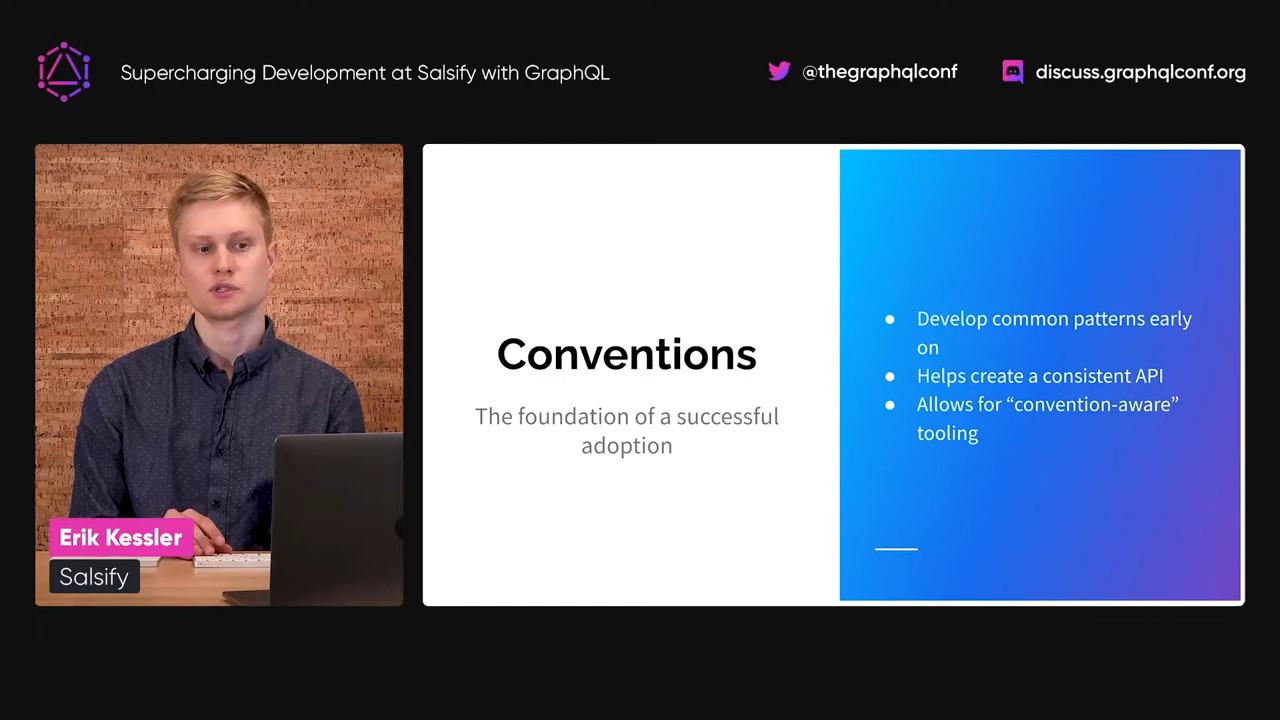 Supercharging Development at Salsify with GraphQL
@thegraphqlconf
discuss.graphqlconf.org
Erik Kessler
Salsify
Conventions
The foundation of a successful
adoption
● Develop common patterns early
on
● Helps create a consistent API
● Allows for “convention-aware”
tooling